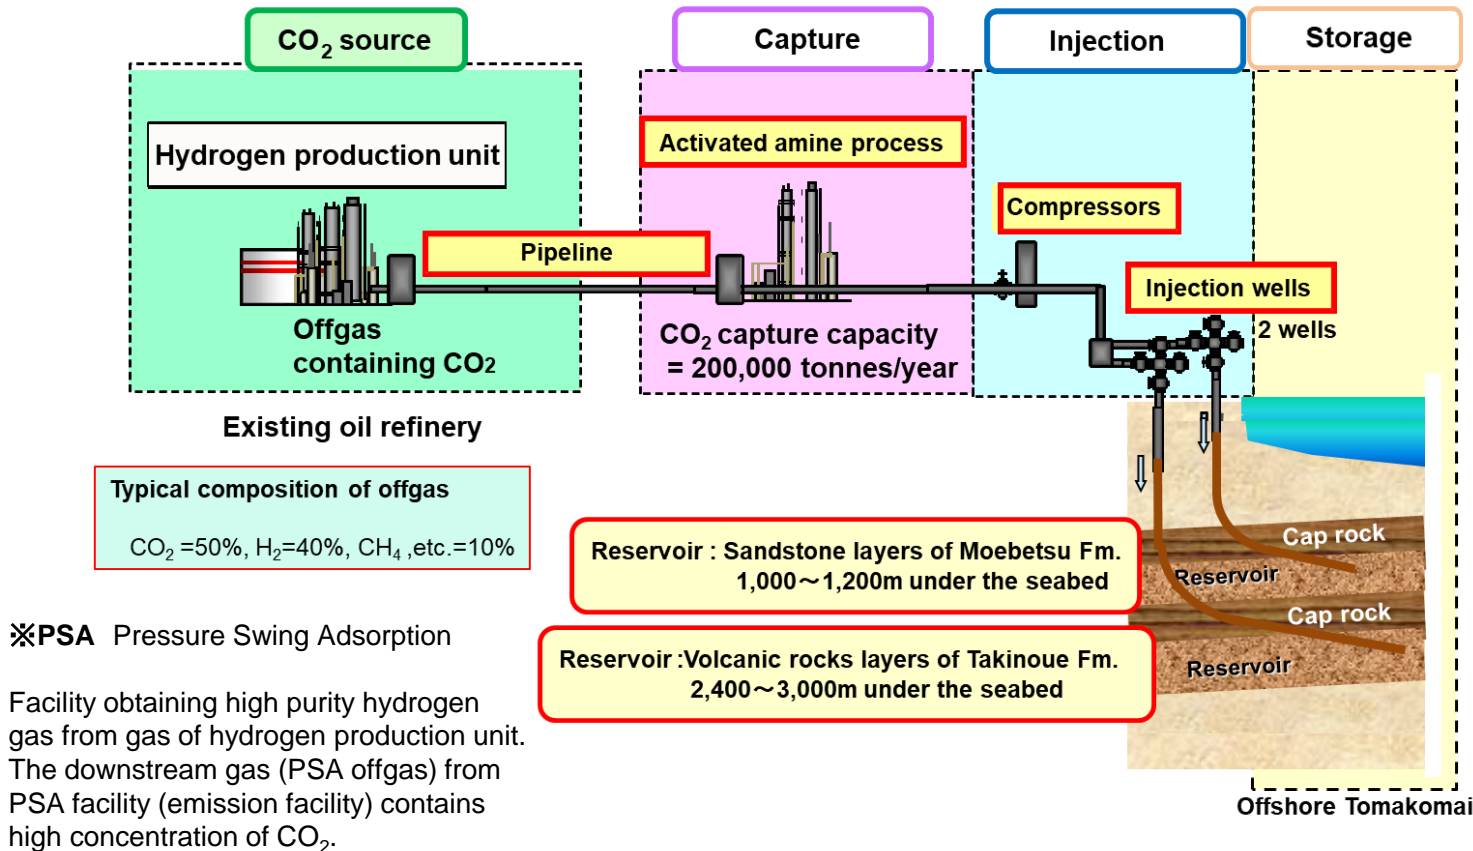 CO₂ source
Capture
Injection
Storage
Hydrogen production unit
Activated amine process
Compressors
Pipeline
Injection wells
2 wells
Offgas
containing CO2
CO₂ capture capacity
= 200,000 tonnes/year
Existing oil refinery
Typical composition of offgas
CO₂ =50%, H₂=40%, CH₄ ,etc.=10%
Reservoir : Sandstone layers of Moebetsu Fm.
1,000～1,200m under the seabed
Cap rock
Reservoir
Cap rock
Reservoir
Reservoir :Volcanic rocks layers of Takinoue Fm.
2,400～3,000m under the seabed
※PSA Pressure Swing Adsorption
Facility obtaining high purity hydrogen
gas from gas of hydrogen production unit.
The downstream gas (PSA offgas) from
PSA facility (emission facility) contains
high concentration of CO₂.
Offshore Tomakomai